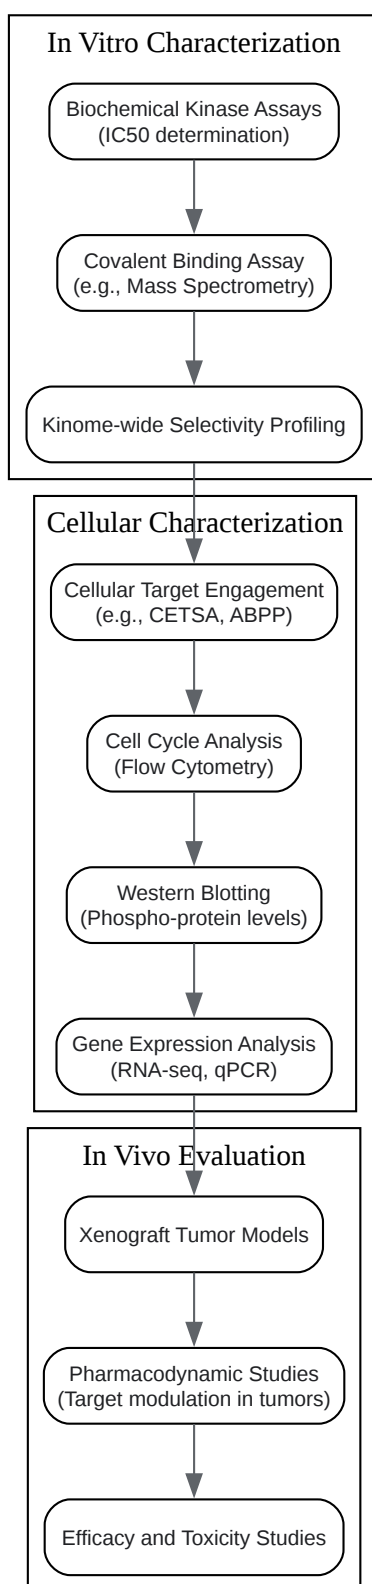 In Vitro Characterization
Biochemical Kinase Assays
(IC50 determination)
Covalent Binding Assay
(e.g., Mass Spectrometry)
Kinome-wide Selectivity Profiling
Cellular Characterization
Cellular Target Engagement
(e.g., CETSA, ABPP)
Cell Cycle Analysis
(Flow Cytometry)
Western Blotting
(Phospho-protein levels)
Gene Expression Analysis
(RNA-seq, qPCR)
In Vivo Evaluation
Xenograft Tumor Models
Pharmacodynamic Studies
(Target modulation in tumors)
Efficacy and Toxicity Studies